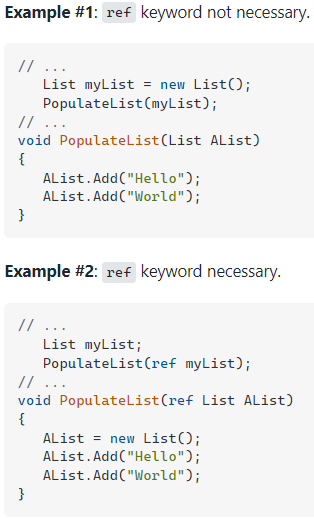 Example #1: ref keyword not necessary.
// ...
   List myList = new List();
   PopulateList(myList);
// ...
void PopulateList(List AList)
{
   AList.Add("Hello");
   AList.Add("World");
}
Example #2: ref keyword necessary.
// ...
   List myList;
   PopulateList(ref myList);
// ...
void PopulateList(ref List AList)
{
   AList = new List();
   AList.Add("Hello");
   AList.Add("World");
}